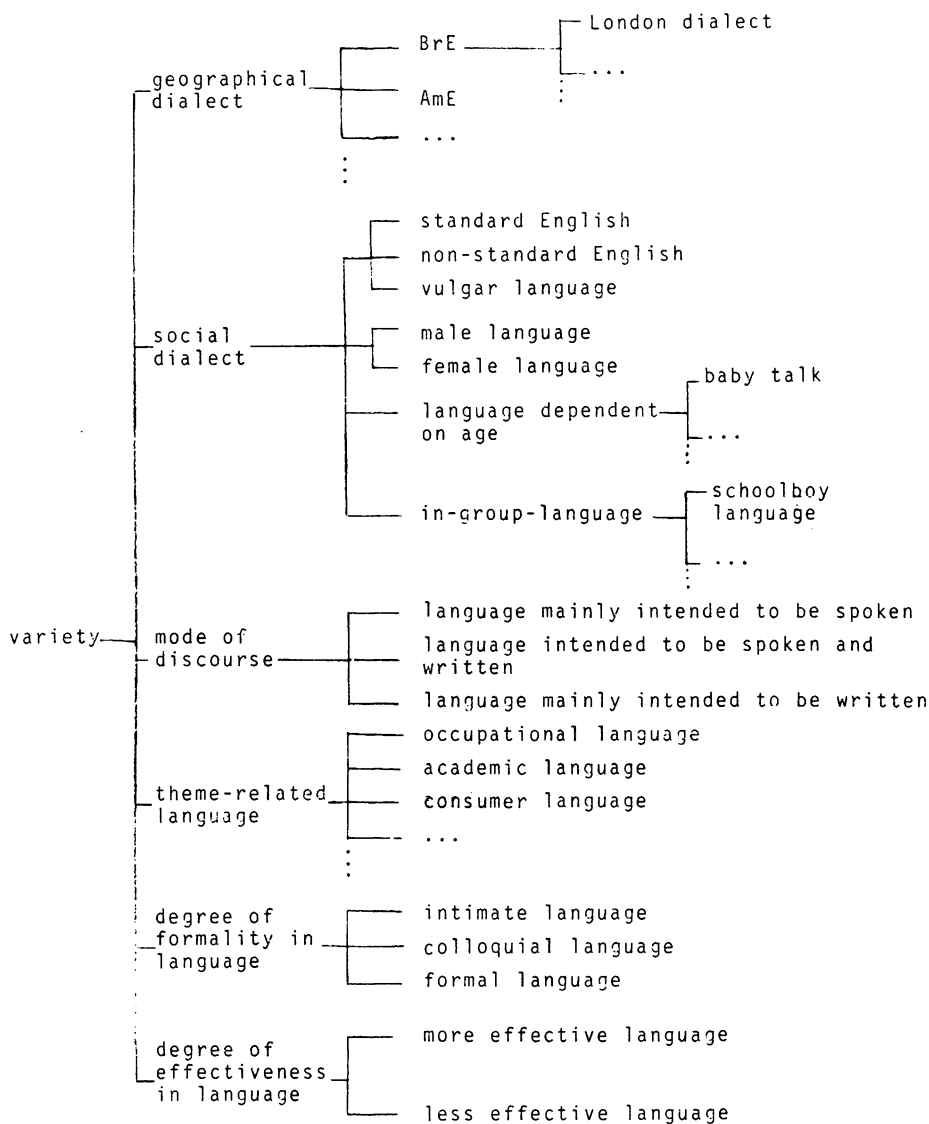 London dialect
BrE
...
geographical
dialect
AmE
...
standard English
non-standard English
vulgar language
male language
social
dialect
female language
baby talk
language dependent
on age
...
schoolboy
language
in-group-language
...
language mainly intended to be spoken
variety
mode of
discourse
language intended to be spoken and
written
language mainly intended to be written
occupational language
academic language
theme-related
language
consumer language
...
degree of
formality in
language
intimate language
colloquial language
formal language
more effective language
degree of
effectiveness
in language
less effective language